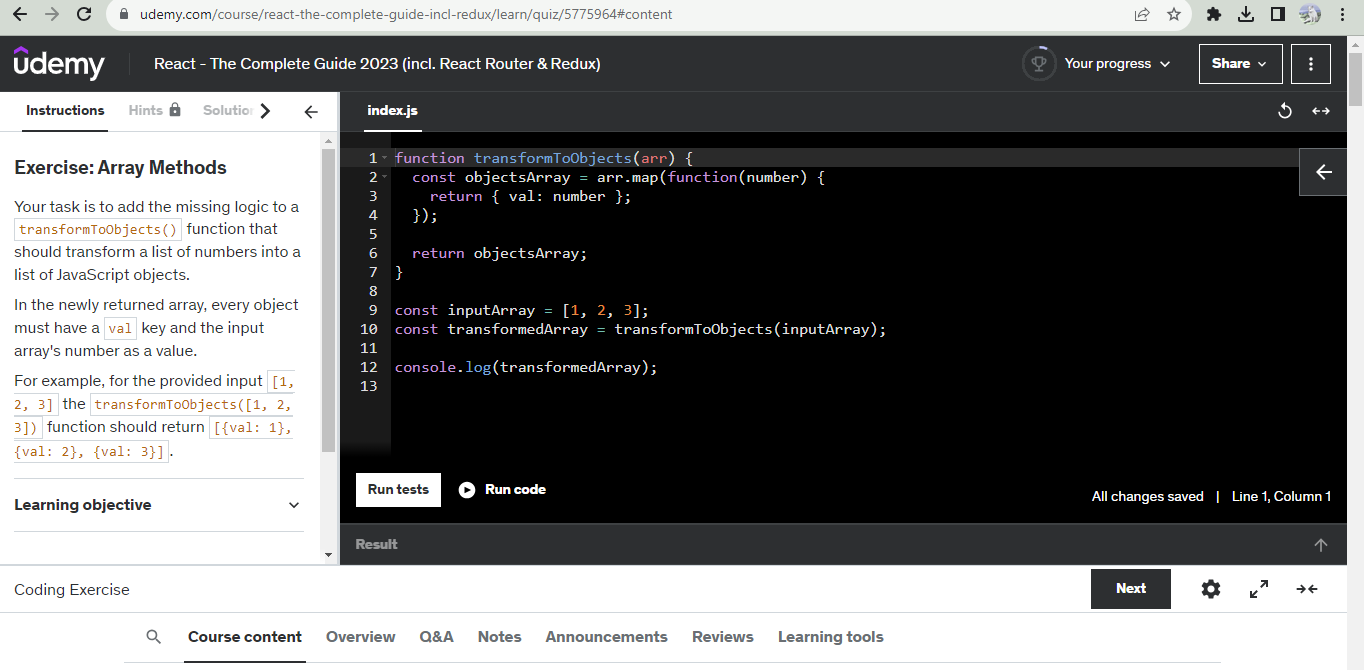 udemy.com/course/react-the-complete-guide-incl-redux/learn/quiz/5775964#content
ûdemy
React - The Complete Guide 2023 (incl. React Router & Redux)
Your progress
Share
Instructions
Hints
Solutio
index.js
Exercise: Array Methods
Your task is to add the missing logic to a
transformToObjects() function that
should transform a list of numbers into a
list of JavaScript objects.
In the newly returned array, every object
must have a val key and the input
array's number as a value.
For example, for the provided input [1,
2, 3] the transformToObjects([1, 2,
3]) function should return [{val: 1},
{val: 2}, {val: 3}].
Learning objective
1 function transformToObjects(arr) {
2   const objectsArray = arr.map(function(number) {
3     return { val: number };
4   });
5
6   return objectsArray;
7 }
8
9 const inputArray = [1, 2, 3];
10 const transformedArray = transformToObjects(inputArray);
11
12 console.log(transformedArray);
13
Run tests
Run code
All changes saved | Line 1, Column 1
Result
Coding Exercise
Next
Course content
Overview
Q&A
Notes
Announcements
Reviews
Learning tools